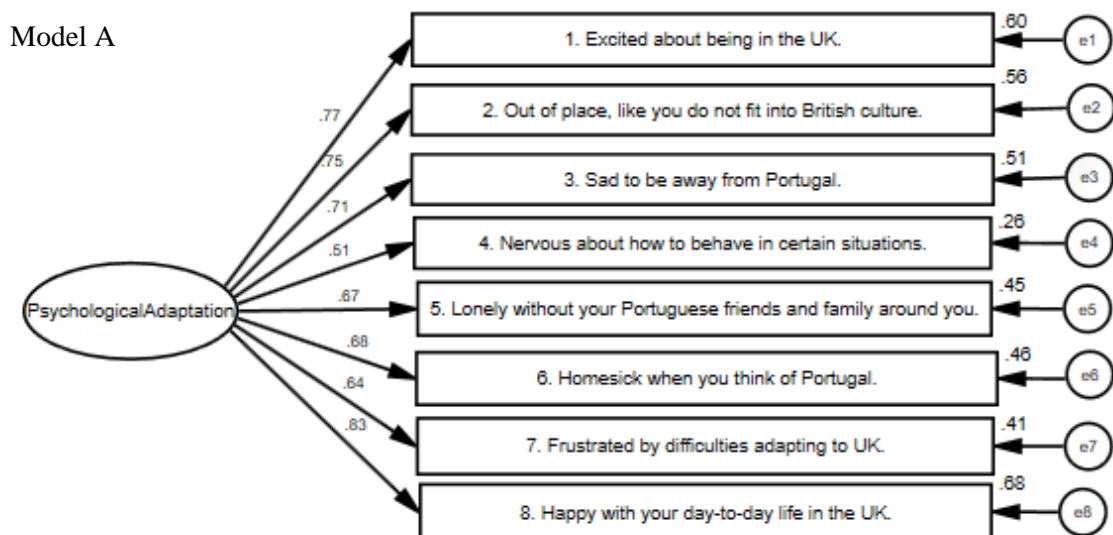 Model A
.60
1. Excited about being in the UK.
e1
.77
.56
2. Out of place, like you do not fit into British culture.
e2
.75
.51
3. Sad to be away from Portugal.
e3
.71
.26
4. Nervous about how to behave in certain situations.
e4
.51
PsychologicalAdaptation
.45
5. Lonely without your Portuguese friends and family around you.
e5
.67
.46
6. Homesick when you think of Portugal.
e6
.68
.41
7. Frustrated by difficulties adapting to UK.
e7
.64
.68
8. Happy with your day-to-day life in the UK.
e8
.83